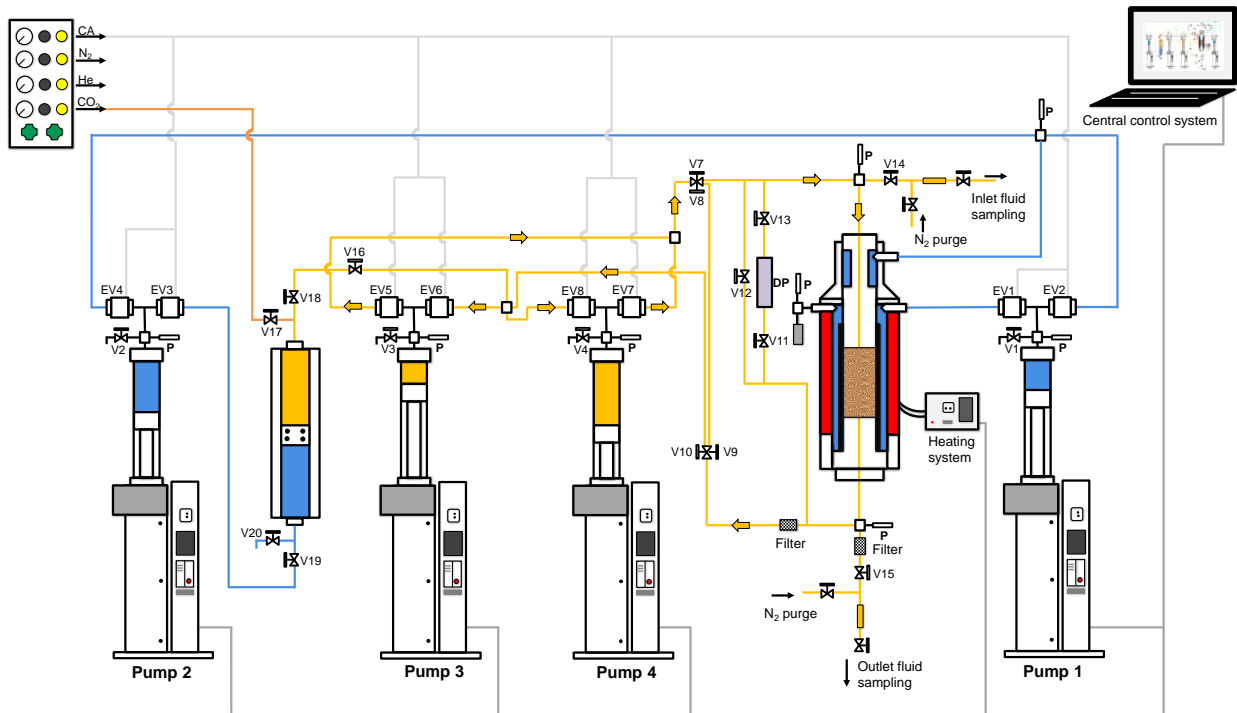 CA
N2
He
CO2
P
Central control system
V7
V8
P
V14
Inlet fluid
sampling
N2 purge
V13
V16
EV4
EV3
V18
EV5
EV6
EV8
EV7
V12
DP
P
EV1
EV2
V17
V2
P
V3
P
V4
P
V11
V1
P
V10
V9
Heating
system
V20
V19
Filter
P
Filter
V15
N2 purge
Outlet fluid
sampling
Pump 2
Pump 3
Pump 4
Pump 1